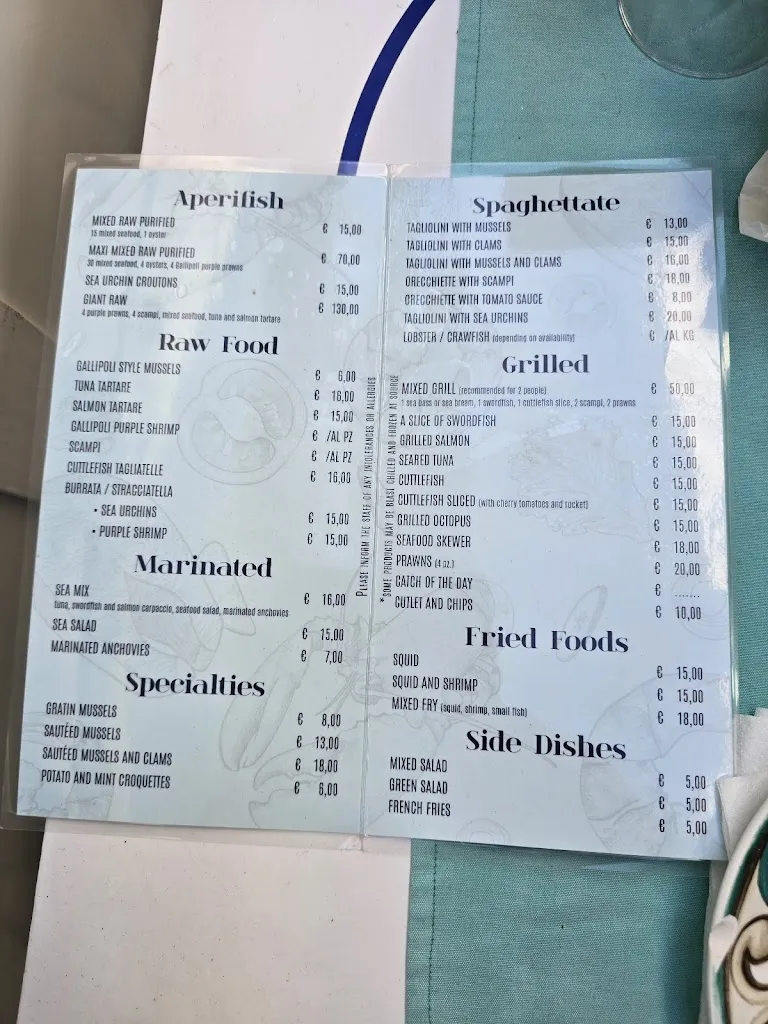 Aperifish
MIXED RAW PURIFIED € 15,00
15 mixed seafood, 1 oyster
MAXI MIXED RAW PURIFIED € 70,00
30 mixed seafood, 4 oysters, 4 Gallipoli purple prawns
SEA URCHIN CROUTONS € 15,00
GIANT RAW € 130,00
4 purple prawns, 4 scampi, mixed seafood, tuna and salmon tartare
Raw Food
GALLIPOLI STYLE MUSSELS € 6,00
TUNA TARTARE € 16,00
SALMON TARTARE € 15,00
GALLIPOLI PURPLE SHRIMP € /AL PZ
SCAMPI € /AL PZ
CUTTLEFISH TAGLIATELLE € 16,00
BURRATA / STRACCIATELLA
• SEA URCHINS € 15,00
• PURPLE SHRIMP € 15,00
Marinated
SEA MIX € 16,00
tuna, swordfish and salmon carpaccio, seafood salad, marinated anchovies
SEA SALAD € 15,00
MARINATED ANCHOVIES € 7,00
Specialties
GRATIN MUSSELS € 8,00
SAUTÉED MUSSELS € 13,00
SAUTÉED MUSSELS AND CLAMS € 18,00
POTATO AND MINT CROQUETTES € 6,00
PLEASE INFORM THE STAFF OF ANY INTOLERANCES OR ALLERGIES
*SOME PRODUCTS MAY BE BLAST CHILLED AND FROZEN AT SOURCE
Spaghettate
TAGLIOLINI WITH MUSSELS € 13,00
TAGLIOLINI WITH CLAMS € 15,00
TAGLIOLINI WITH MUSSELS AND CLAMS € 16,00
ORECCHIETTE WITH SCAMPI € 18,00
ORECCHIETTE WITH TOMATO SAUCE € 8,00
TAGLIOLINI WITH SEA URCHINS € 20,00
LOBSTER / CRAWFISH (depending on availability) € /AL KG
Grilled
MIXED GRILL (recommended for 2 people) € 50,00
1 sea bass or sea bream, 1 swordfish, 1 cuttlefish slice, 2 scampi, 2 prawns
A SLICE OF SWORDFISH € 15,00
GRILLED SALMON € 15,00
SEARED TUNA € 15,00
CUTTLEFISH € 15,00
CUTTLEFISH SLICED (with cherry tomatoes and rocket) € 15,00
GRILLED OCTOPUS € 15,00
SEAFOOD SKEWER € 18,00
PRAWNS (4 pz.) € 20,00
CATCH OF THE DAY € .......
CUTLET AND CHIPS € 10,00
Fried Foods
SQUID € 15,00
SQUID AND SHRIMP € 15,00
MIXED FRY (squid, shrimp, small fish) € 18,00
Side Dishes
MIXED SALAD € 5,00
GREEN SALAD € 5,00
FRENCH FRIES € 5,00